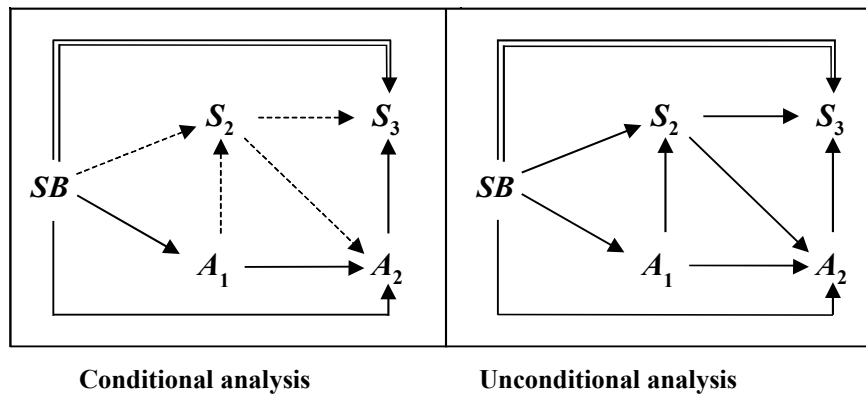 S₂ S₃ S₂ S₃
SB SB
A₁ A₂ A₁ A₂
Conditional analysis Unconditional analysis